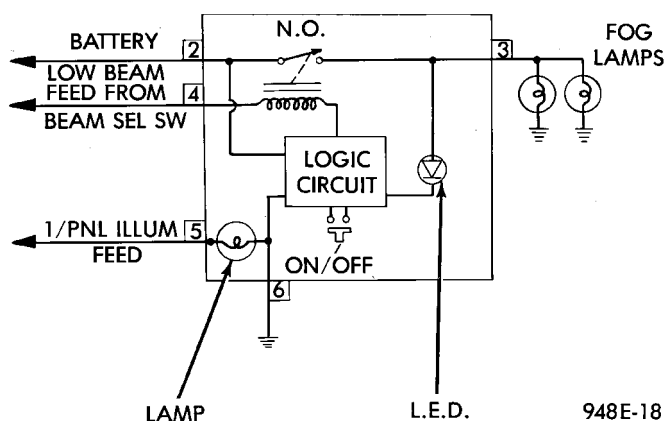 N.O.
BATTERY 2
3
FOG
LAMPS
LOW BEAM
FEED FROM 4
BEAM SEL SW
LOGIC
CIRCUIT
1/PNL ILLUM 5
FEED
ON/OFF
6
LAMP
L.E.D.
948E-18